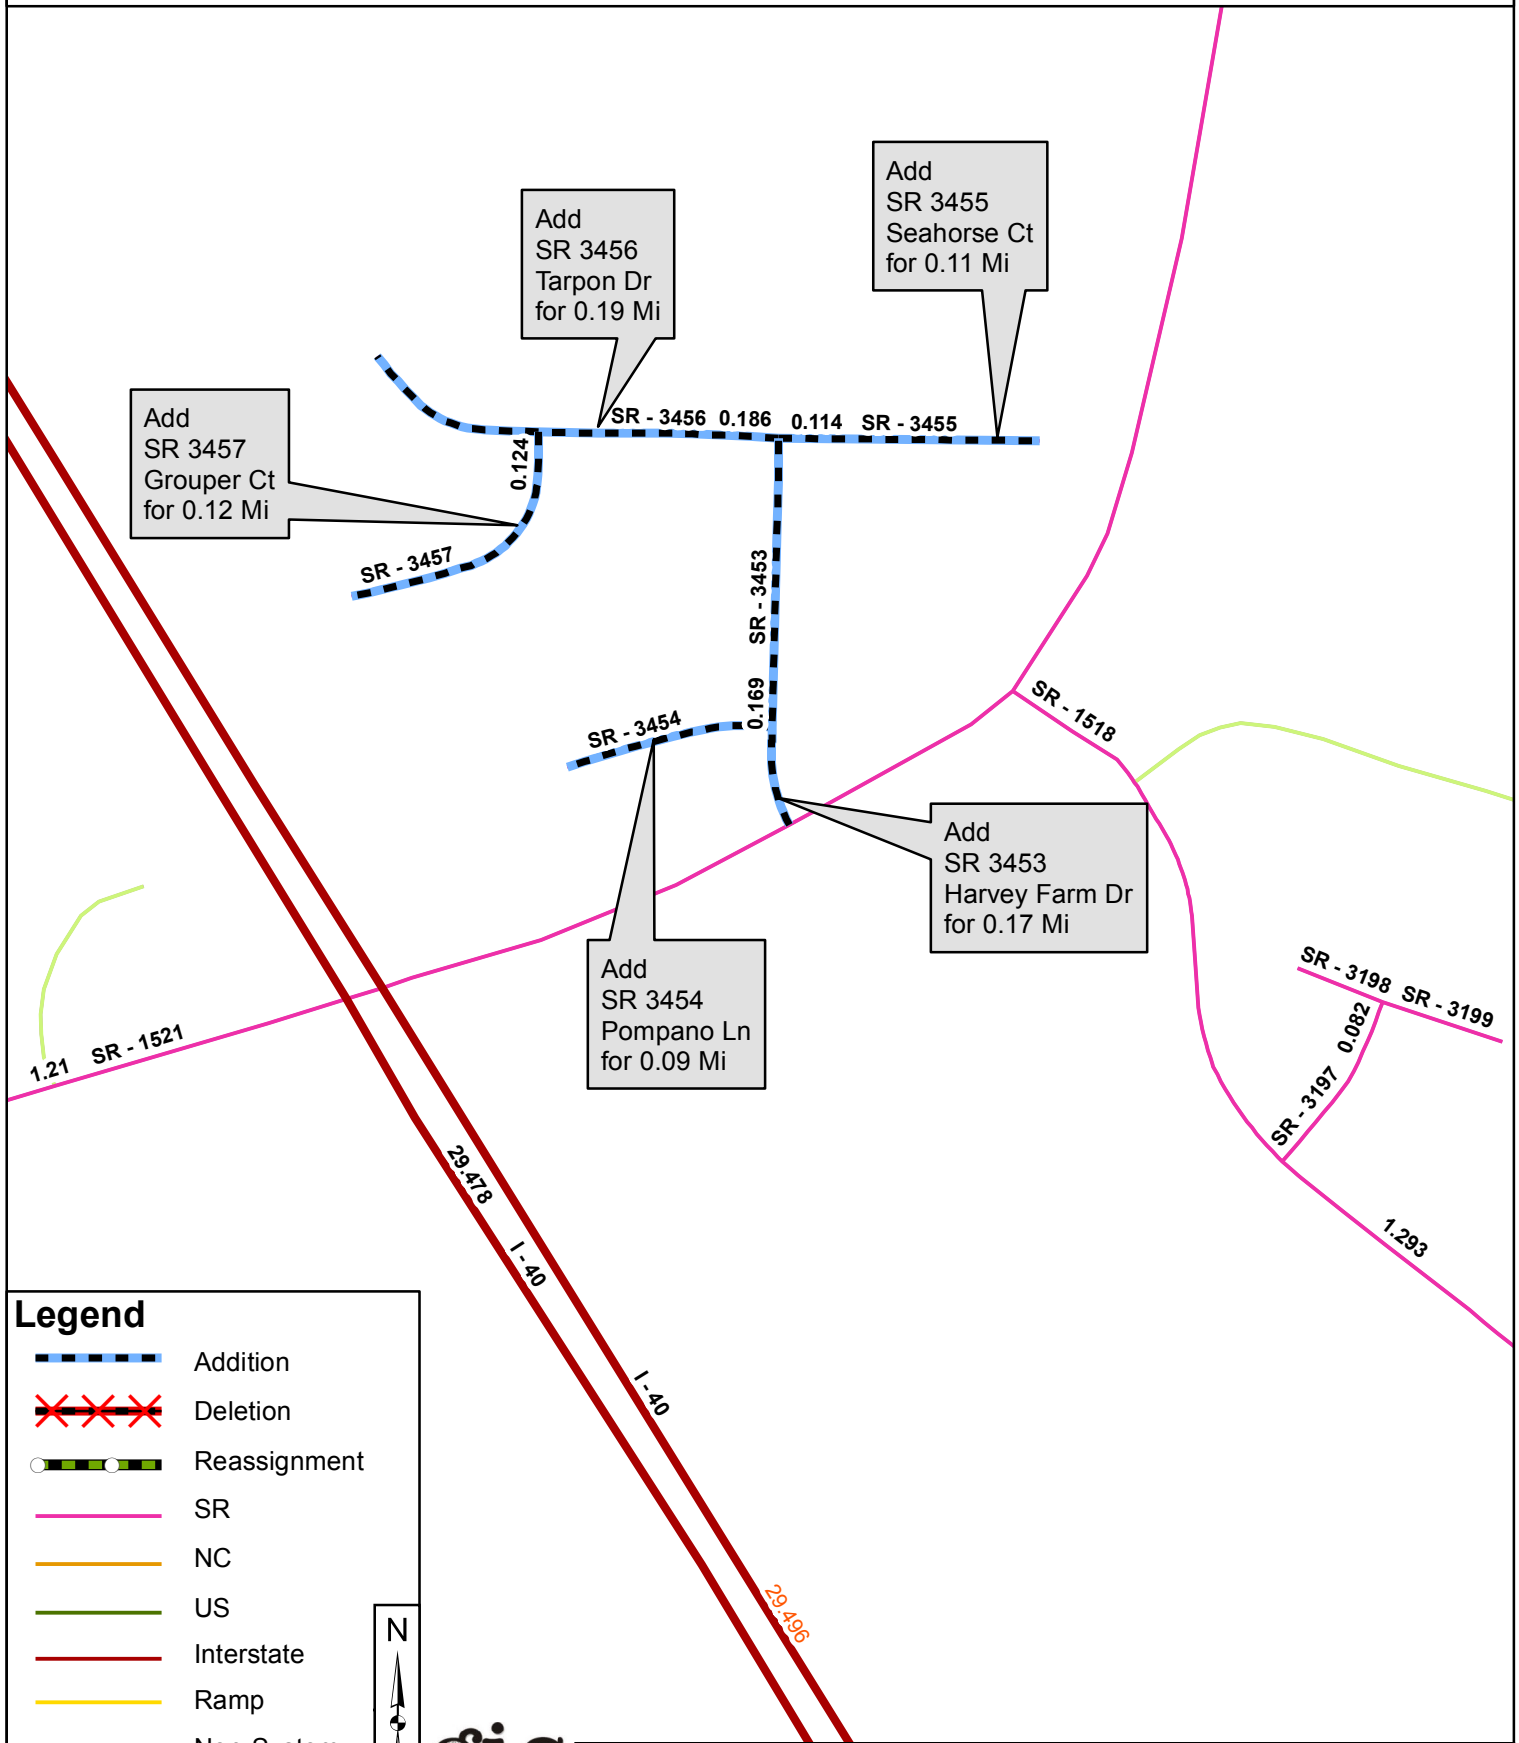 Add
SR 3455
Seahorse Ct
for 0.11 Mi
Add
SR 3456
Tarpon Dr
for 0.19 Mi
Add
SR 3457
Grouper Ct
for 0.12 Mi
SR - 3456 0.186 0.114 SR - 3455
0.124
SR - 3457
SR - 3453
0.169
SR - 3454
SR - 1518
Add
SR 3453
Harvey Farm Dr
for 0.17 Mi
Add
SR 3454
Pompano Ln
for 0.09 Mi
SR - 3198 SR - 3199
0.082
SR - 3197
1.21 SR - 1521
29.478
I - 40
1.293
I - 40
29.496
Legend
Addition
Deletion
Reassignment
SR
NC
US
Interstate
Ramp
N